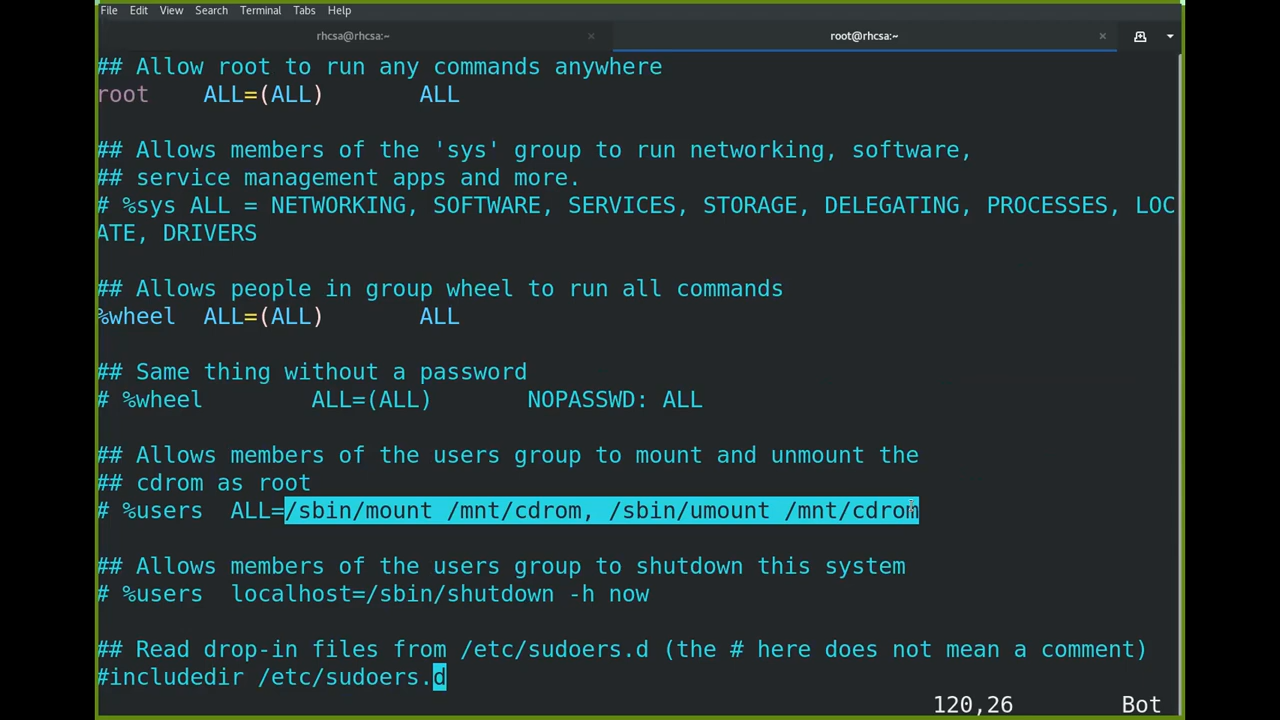 File Edit View Search Terminal Tabs Help
rhcsa@rhcsa:~ × root@rhcsa:~ ×
## Allow root to run any commands anywhere
root    ALL=(ALL)       ALL
## Allows members of the 'sys' group to run networking, software,
## service management apps and more.
# %sys ALL = NETWORKING, SOFTWARE, SERVICES, STORAGE, DELEGATING, PROCESSES, LOC
ATE, DRIVERS
## Allows people in group wheel to run all commands
%wheel  ALL=(ALL)       ALL
## Same thing without a password
# %wheel        ALL=(ALL)       NOPASSWD: ALL
## Allows members of the users group to mount and unmount the
## cdrom as root
# %users  ALL=/sbin/mount /mnt/cdrom, /sbin/umount /mnt/cdrom
## Allows members of the users group to shutdown this system
# %users  localhost=/sbin/shutdown -h now
## Read drop-in files from /etc/sudoers.d (the # here does not mean a comment)
#includedir /etc/sudoers.d
120,26 Bot